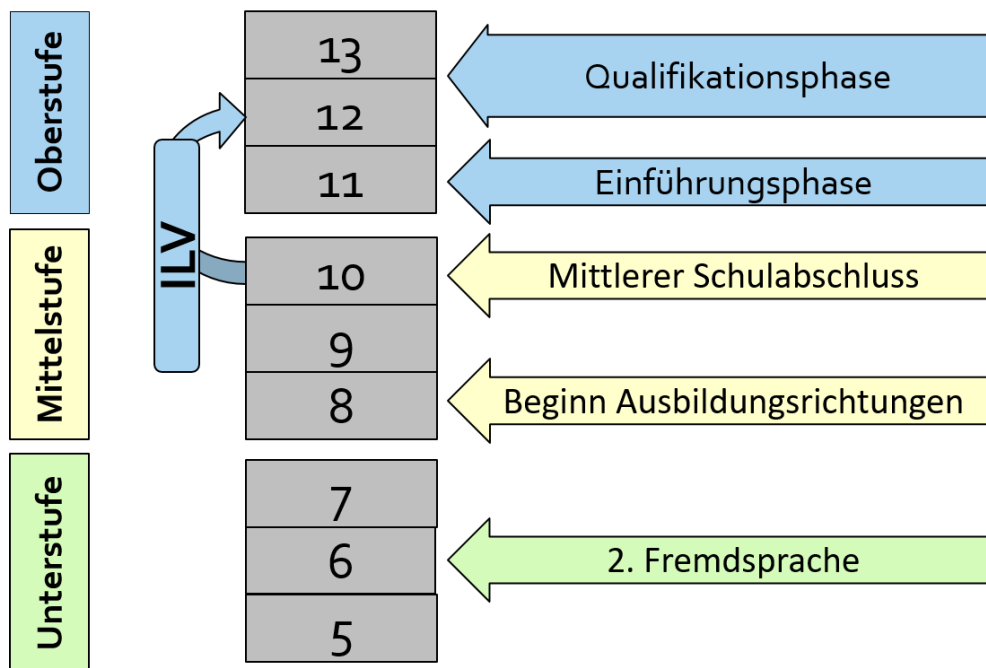 Oberstufe
13
Qualifikationsphase
12
11
Einführungsphase
ILV
Mittelstufe
10
Mittlerer Schulabschluss
9
8
Beginn Ausbildungsrichtungen
Unterstufe
7
6
2. Fremdsprache
5